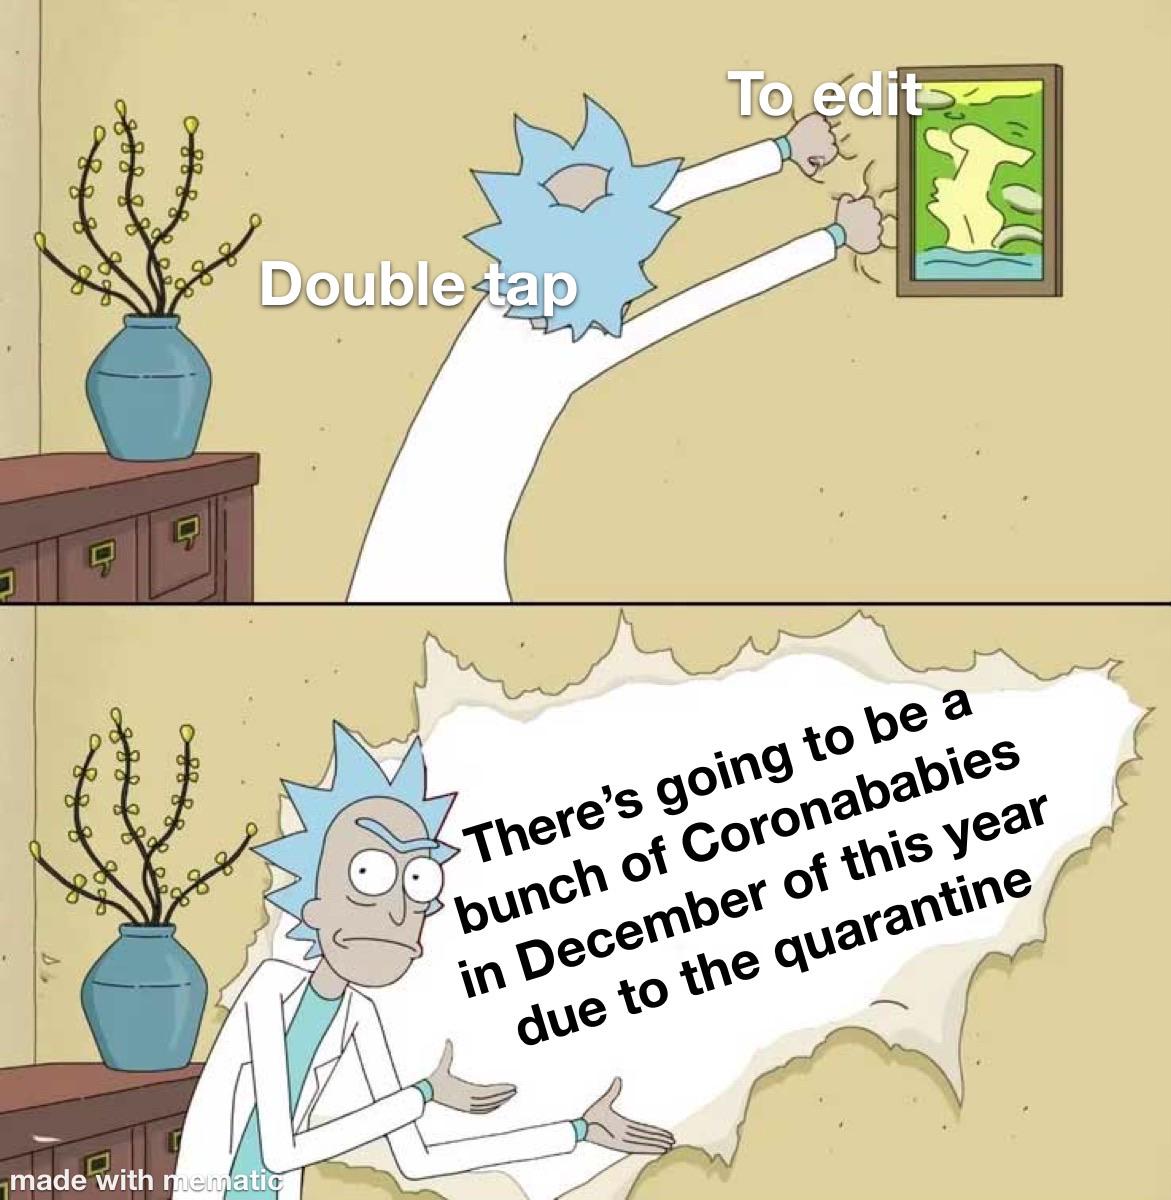 To edit
Double tap
There’s going to be a
bunch of Coronababies
in December of this year
due to the quarantine
made with mematic